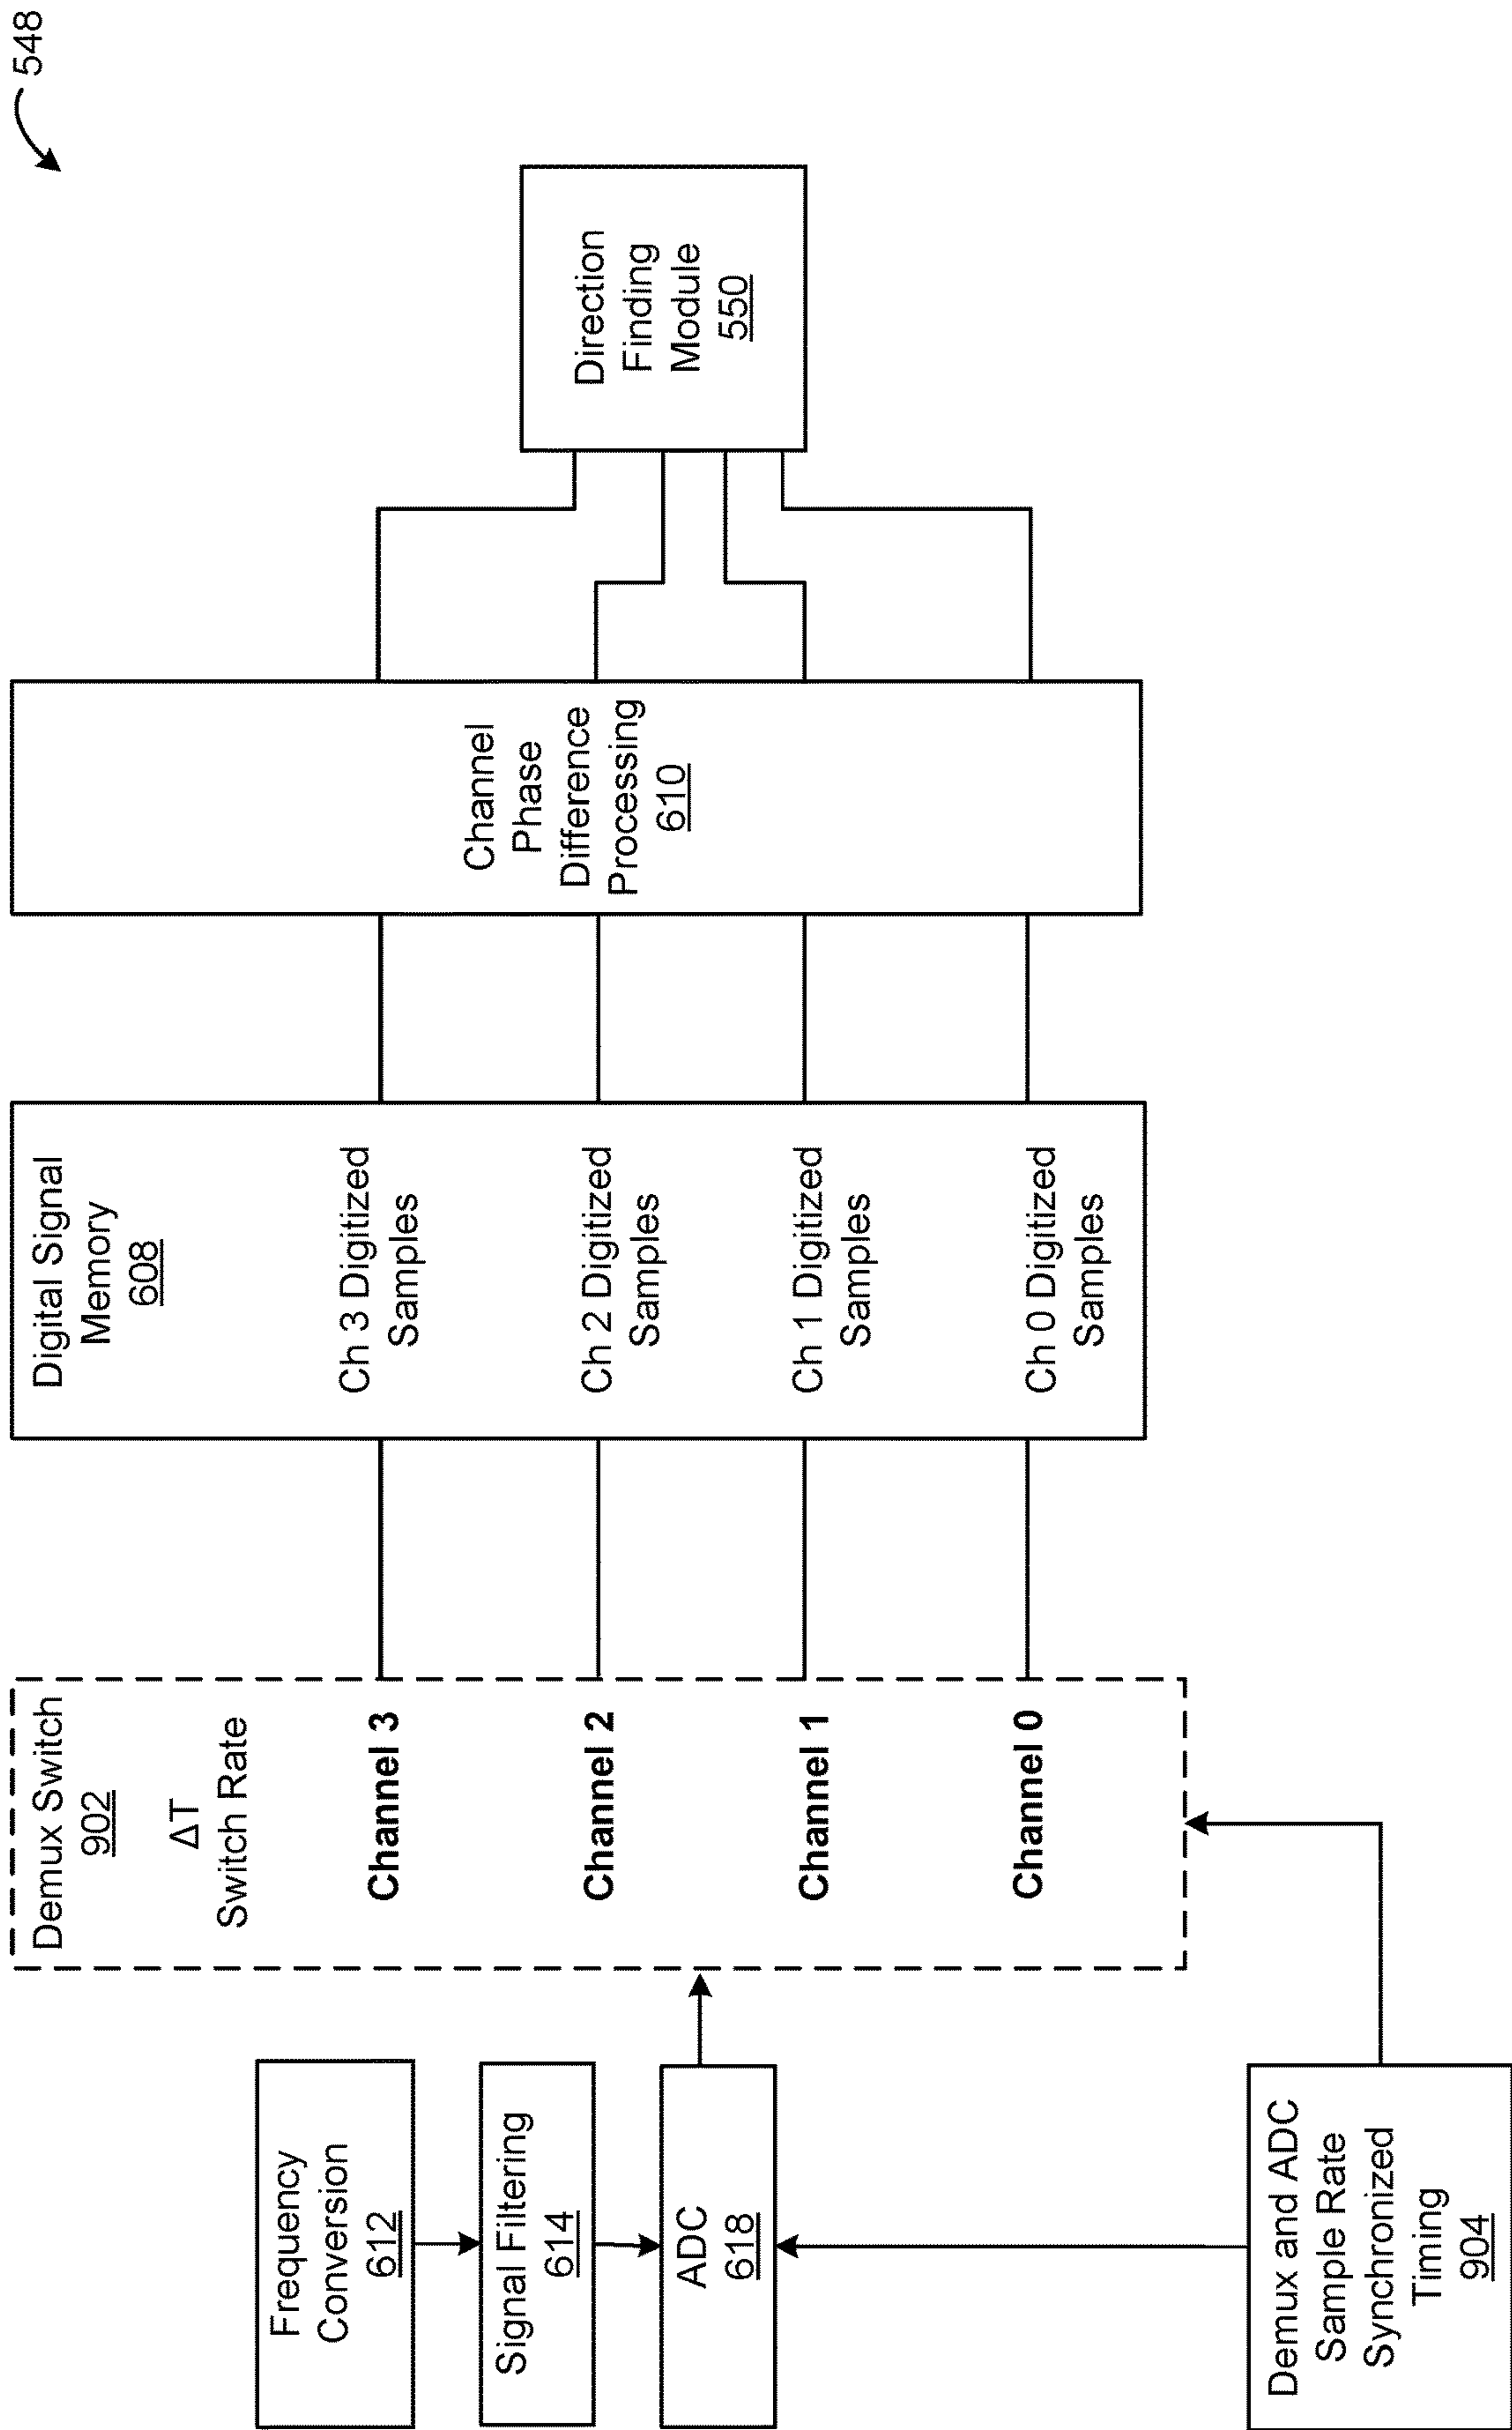 548
Frequency
Conversion
612
Signal Filtering
614
ADC
618
Demux and ADC
Sample Rate
Synchronized
Timing
904
Demux Switch
902
ΔT
Switch Rate
Channel 3
Channel 2
Channel 1
Channel 0
Digital Signal
Memory
608
Ch 3 Digitized
Samples
Ch 2 Digitized
Samples
Ch 1 Digitized
Samples
Ch 0 Digitized
Samples
Channel
Phase
Difference
Processing
610
Direction
Finding
Module
550